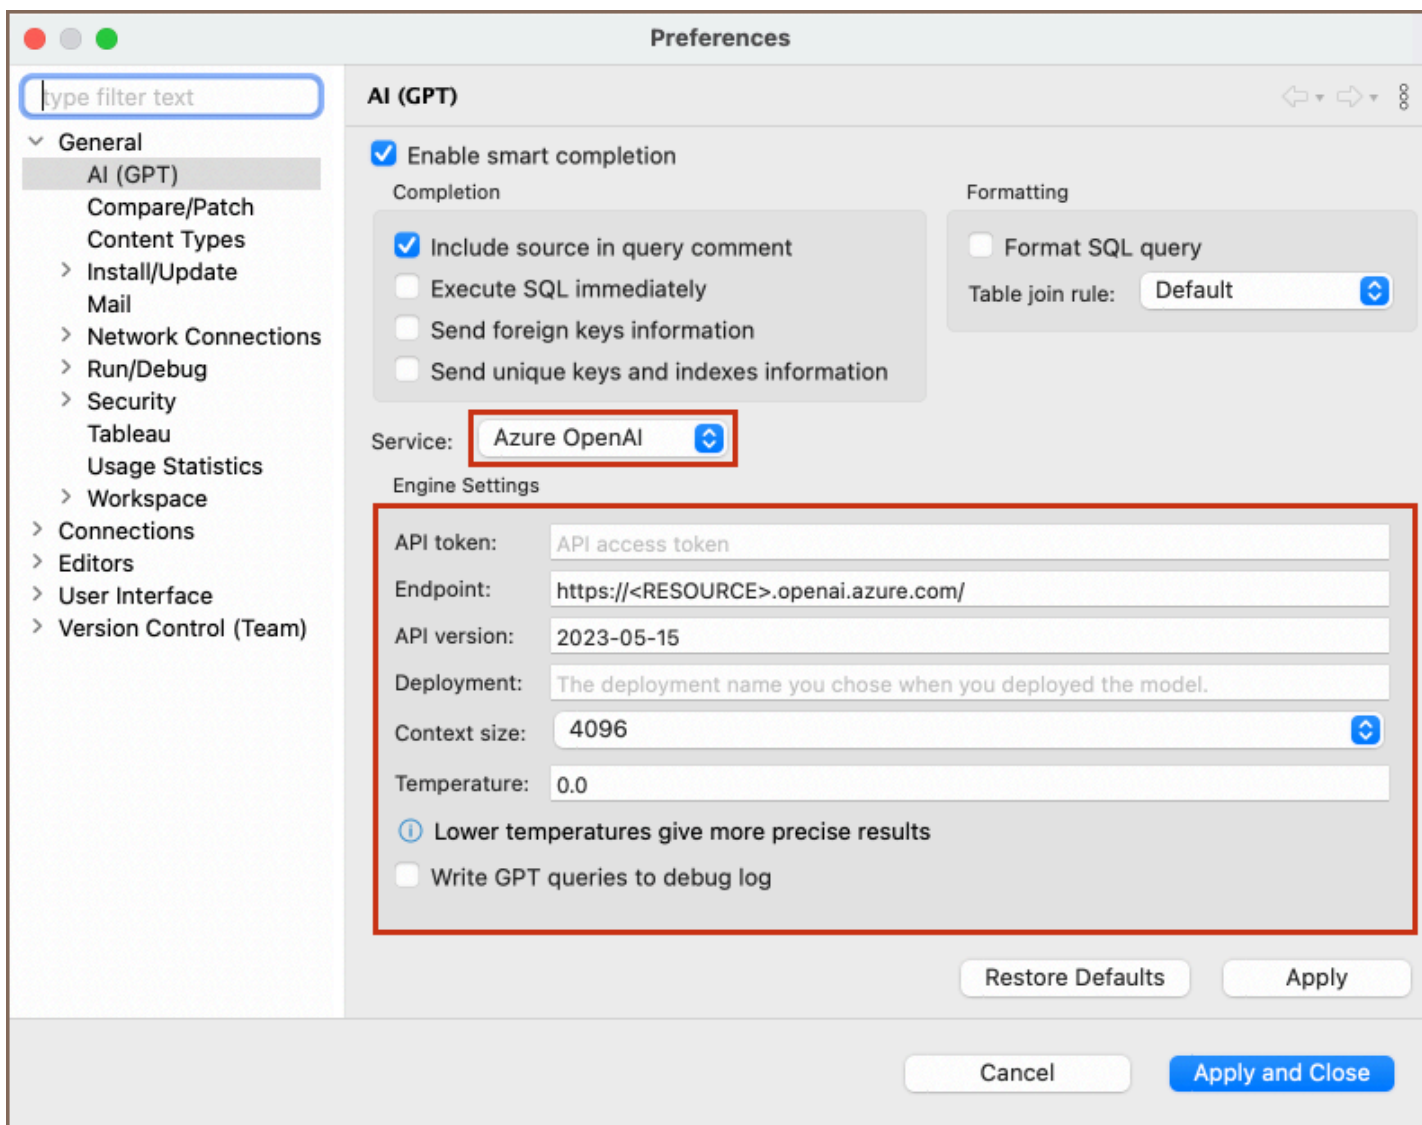 Preferences
type filter text
General
AI (GPT)
Compare/Patch
Content Types
Install/Update
Mail
Network Connections
Run/Debug
Security
Tableau
Usage Statistics
Workspace
Connections
Editors
User Interface
Version Control (Team)
AI (GPT)
Enable smart completion
Completion
Include source in query comment
Execute SQL immediately
Send foreign keys information
Send unique keys and indexes information
Formatting
Format SQL query
Table join rule: Default
Service: Azure OpenAI
Engine Settings
API token: API access token
Endpoint: https://<RESOURCE>.openai.azure.com/
API version: 2023-05-15
Deployment: The deployment name you chose when you deployed the model.
Context size: 4096
Temperature: 0.0
Lower temperatures give more precise results
Write GPT queries to debug log
Restore Defaults Apply
Cancel Apply and Close